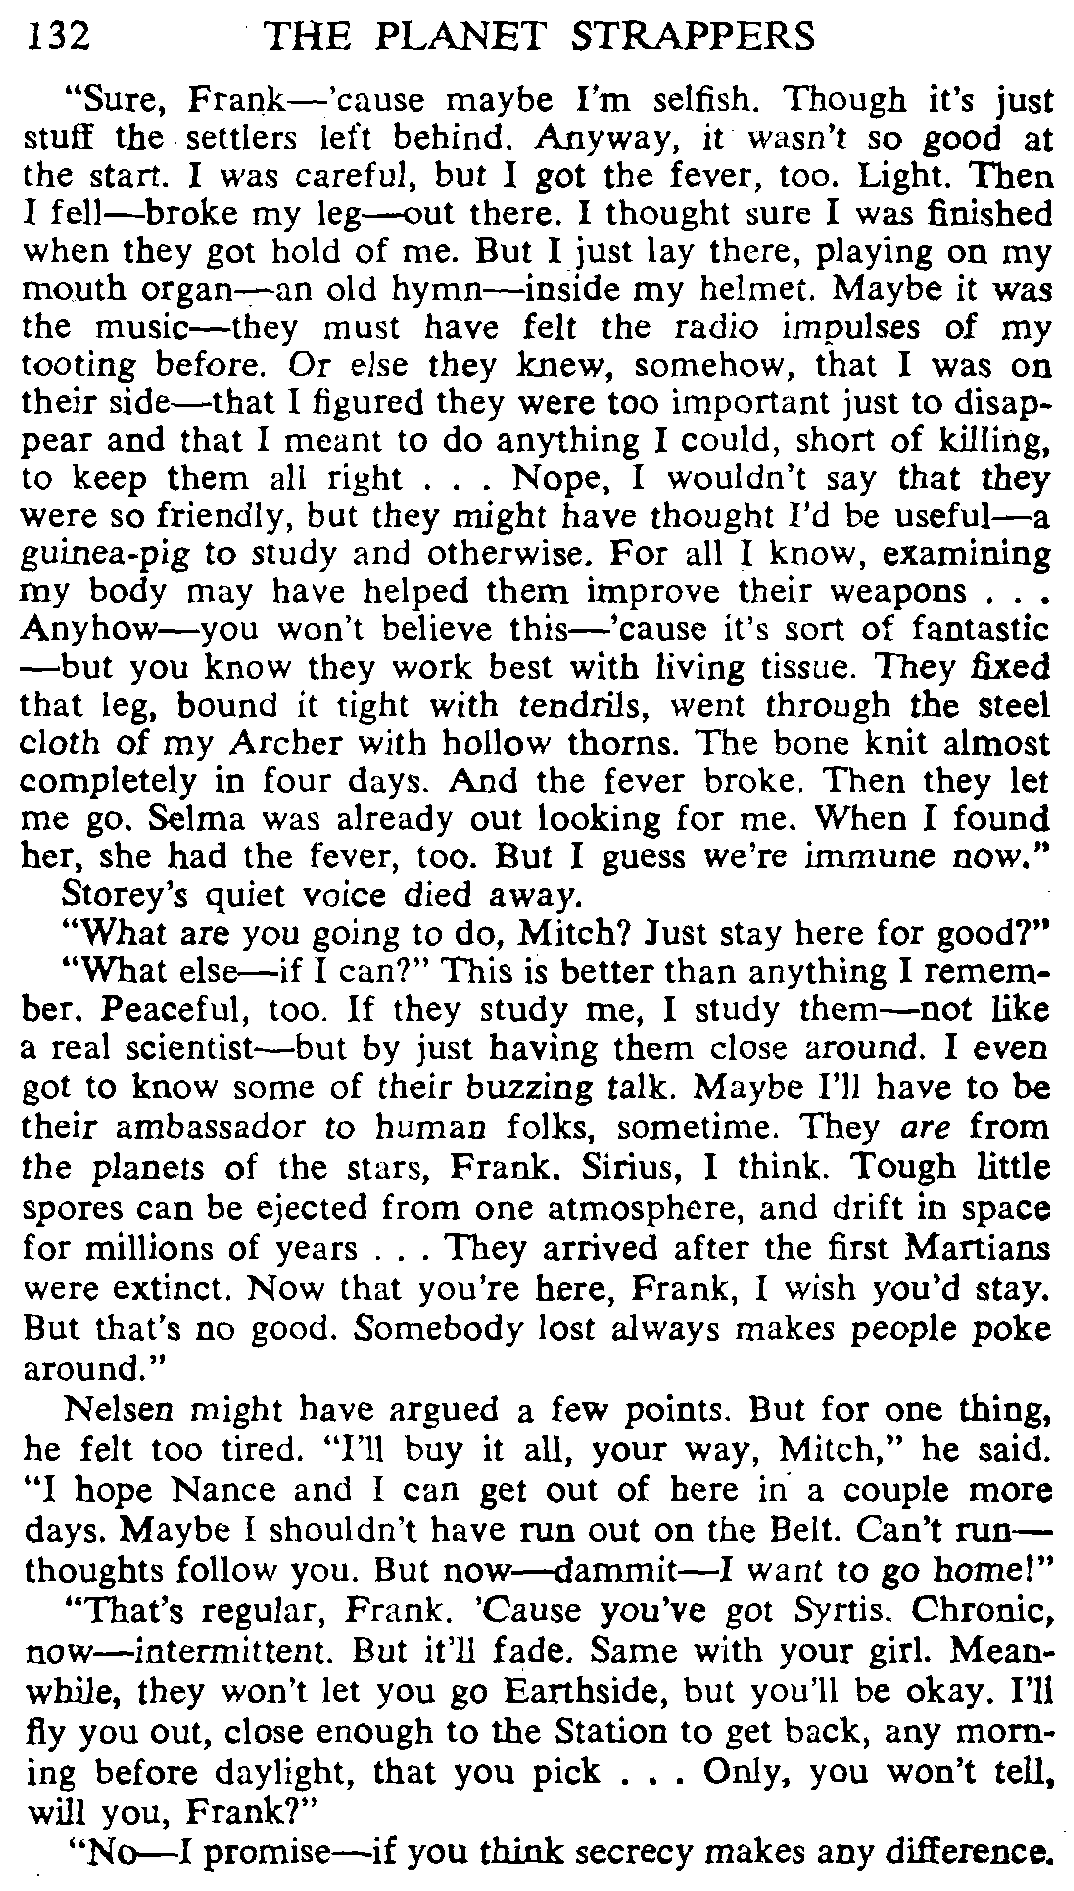 132 THE PLANET STRAPPERS
“Sure, Frank—’cause maybe I’m selfish. Though it’s just
stuff the settlers left behind. Anyway, it wasn’t so good at
the start. I was careful, but I got the fever, too. Light. Then
I fell—broke my leg—out there. I thought sure I was finished
when they got hold of me. But I just lay there, playing on my
mouth organ—an old hymn—inside my helmet. Maybe it was
the music—they must have felt the radio impulses of my
tooting before. Or else they knew, somehow, that I was on
their side—that I figured they were too important just to disap-
pear and that I meant to do anything I could, short of killing,
to keep them all right . . . Nope, I wouldn’t say that they
were so friendly, but they might have thought I’d be useful—a
guinea-pig to study and otherwise. For all I know, examining
my body may have helped them improve their weapons . . .
Anyhow—you won’t believe this—’cause it’s sort of fantastic
—but you know they work best with living tissue. They fixed
that leg, bound it tight with tendrils, went through the steel
cloth of my Archer with hollow thorns. The bone knit almost
completely in four days. And the fever broke. Then they let
me go. Selma was already out looking for me. When I found
her, she had the fever, too. But I guess we’re immune now.”
Storey’s quiet voice died away.
“What are you going to do, Mitch? Just stay here for good?”
“What else—if I can?” This is better than anything I remem-
ber. Peaceful, too. If they study me, I study them—not like
a real scientist—but by just having them close around. I even
got to know some of their buzzing talk. Maybe I’ll have to be
their ambassador to human folks, sometime. They are from
the planets of the stars, Frank. Sirius, I think. Tough little
spores can be ejected from one atmosphere, and drift in space
for millions of years . . . They arrived after the first Martians
were extinct. Now that you’re here, Frank, I wish you’d stay.
But that’s no good. Somebody lost always makes people poke
around.”
Nelsen might have argued a few points. But for one thing,
he felt too tired. “I’ll buy it all, your way, Mitch,” he said.
“I hope Nance and I can get out of here in a couple more
days. Maybe I shouldn’t have run out on the Belt. Can’t run—
thoughts follow you. But now—dammit—I want to go home!”
“That’s regular, Frank. ’Cause you’ve got Syrtis. Chronic,
now—intermittent. But it’ll fade. Same with your girl. Mean-
while, they won’t let you go Earthside, but you’ll be okay. I’ll
fly you out, close enough to the Station to get back, any morn-
ing before daylight, that you pick . . . Only, you won’t tell,
will you, Frank?”
“No—I promise—if you think secrecy makes any difference.